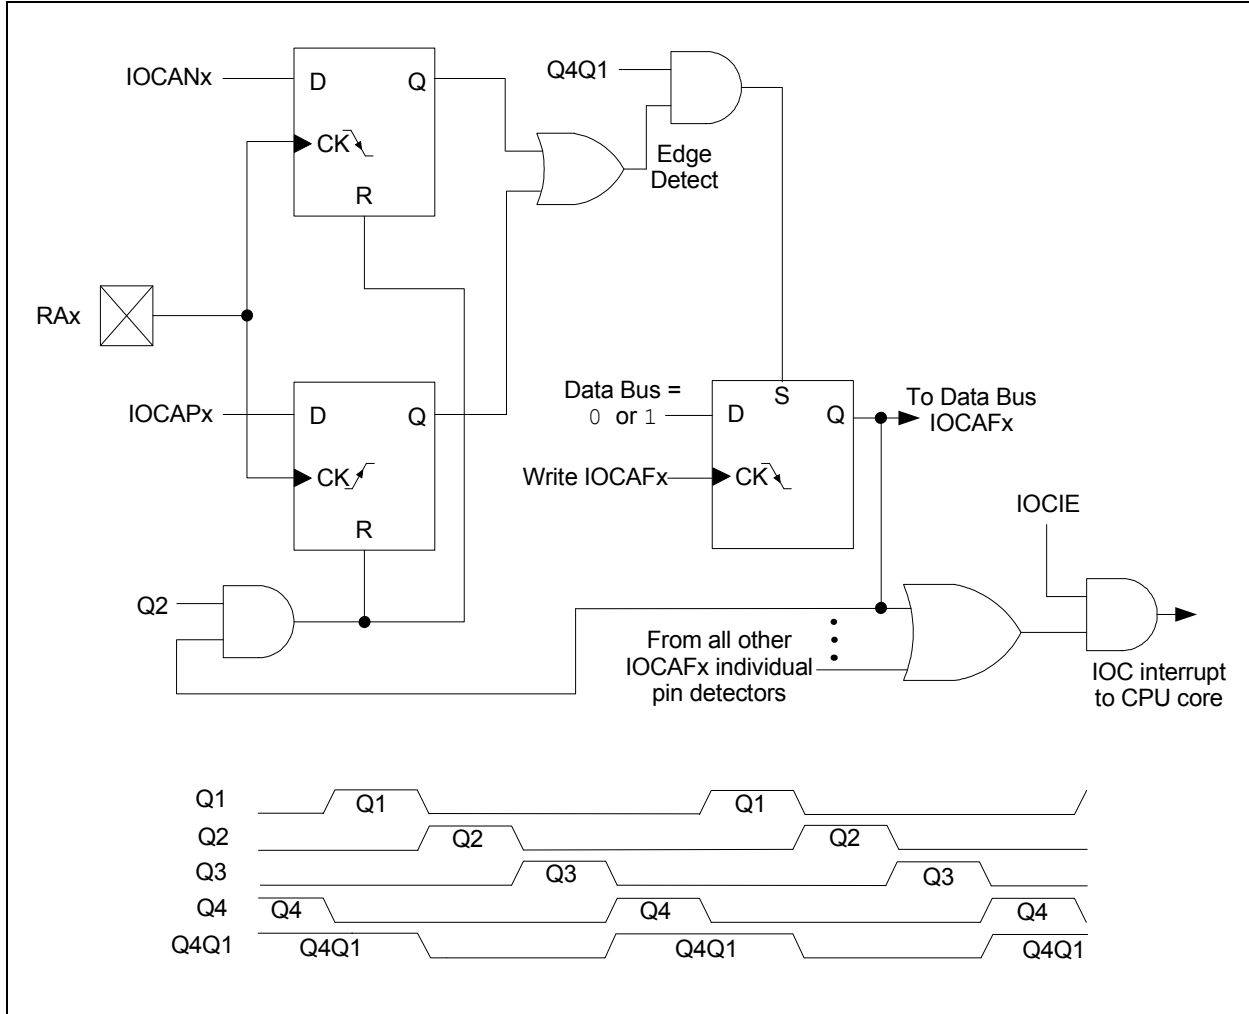 IOCANx
D
Q
CK
R
Q4Q1
Edge
Detect
RAx
IOCAPx
D
Q
CK
R
Data Bus =
0 or 1
S
D
Q
To Data Bus
IOCAFx
Write IOCAFx
CK
IOCIE
Q2
From all other
IOCAFx individual
pin detectors
IOC interrupt
to CPU core
Q1 Q1 Q1
Q2 Q2 Q2
Q3 Q3 Q3
Q4 Q4 Q4 Q4
Q4Q1 Q4Q1 Q4Q1 Q4Q1